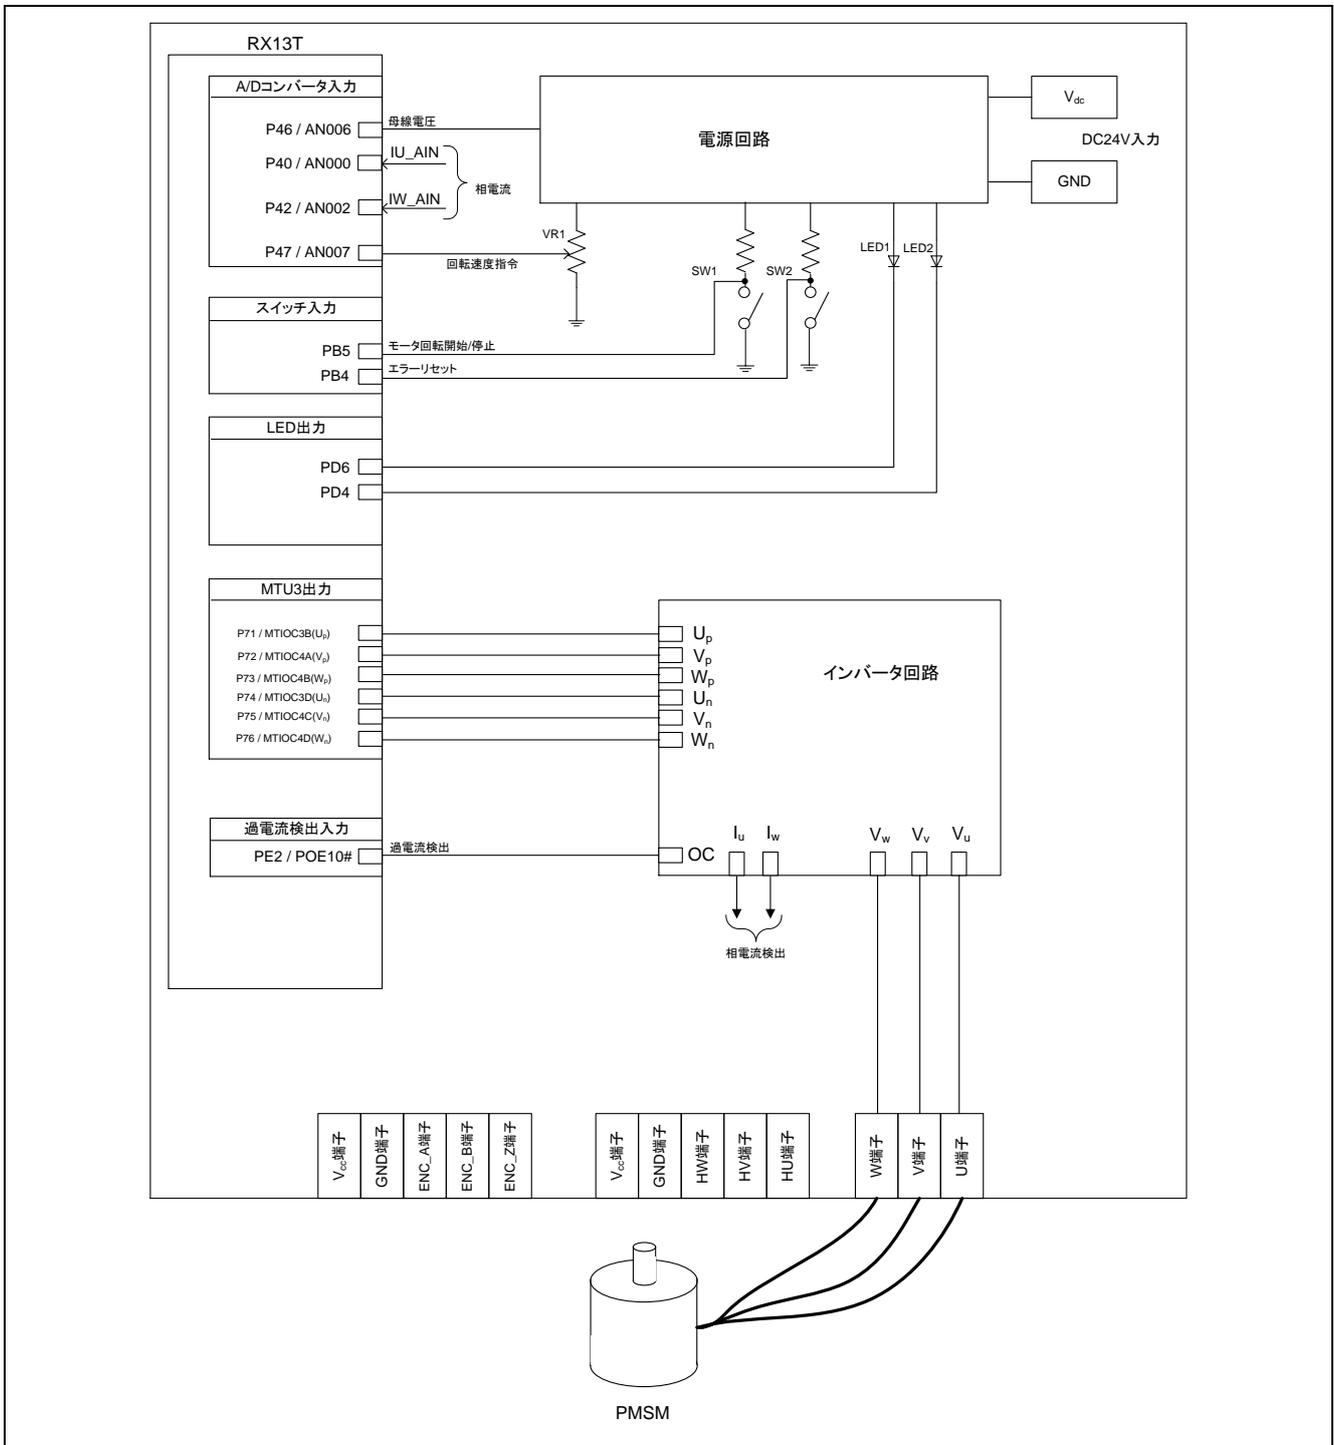 RX13T
A/Dコンバータ入力
P46 / AN006
母線電圧
P40 / AN000
IU_AIN
相電流
P42 / AN002
IW_AIN
P47 / AN007
回転速度指令
電源回路
Vdc
DC24V入力
GND
VR1
SW1
SW2
LED1
LED2
スイッチ入力
PB5
モータ回転開始/停止
PB4
エラーリセット
LED出力
PD6
PD4
MTU3出力
P71 / MTIOC3B(Up)
P72 / MTIOC4A(Vp)
P73 / MTIOC4B(Wp)
P74 / MTIOC3D(Un)
P75 / MTIOC4C(Vn)
P76 / MTIOC4D(Wn)
Up
Vp
Wp
Un
Vn
Wn
インバータ回路
過電流検出入力
PE2 / POE10#
過電流検出
OC
Iu
Iw
Vw
Vv
Vu
相電流検出
Vcc端子
GND端子
ENC_A端子
ENC_B端子
ENC_Z端子
Vcc端子
GND端子
HW端子
HV端子
HU端子
W端子
V端子
U端子
PMSM